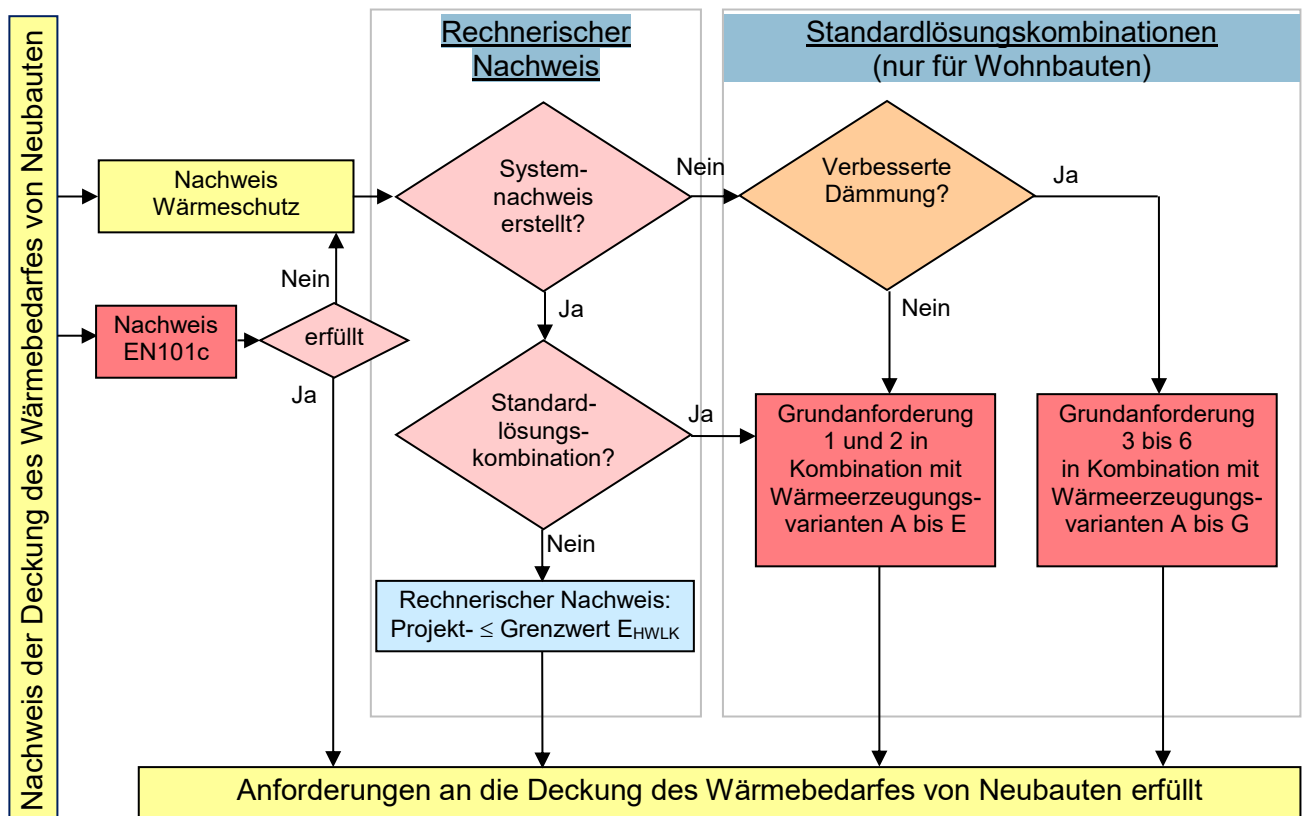 Nachweis der Deckung des Wärmebedarfes von Neubauten
Rechnerischer
Nachweis
Standardlösungskombinationen
(nur für Wohnbauten)
Nachweis
Wärmeschutz
System-
nachweis
erstellt?
Nein
Verbesserte
Dämmung?
Ja
Nein
Nachweis
EN101c
erfüllt
Ja
Ja
Nein
Standard-
lösungs-
kombination?
Ja
Grundanforderung
1 und 2 in
Kombination mit
Wärmeerzeugungs-
varianten A bis E
Grundanforderung
3 bis 6
in Kombination mit
Wärmeerzeugungs-
varianten A bis G
Nein
Rechnerischer Nachweis:
Projekt- ≤ Grenzwert EHWLK
Anforderungen an die Deckung des Wärmebedarfes von Neubauten erfüllt